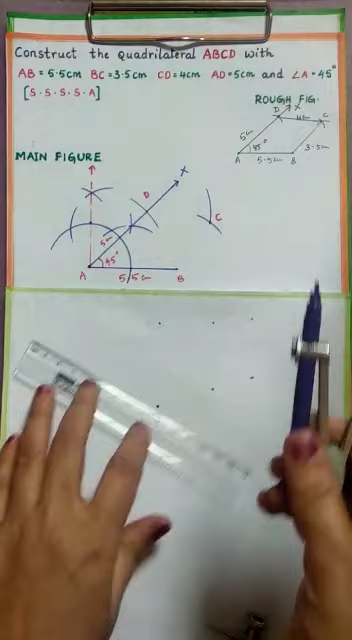 Construct the quadrilateral ABCD with
AB = 5.5cm BC = 3.5cm CD = 4cm AD = 5cm and ∠A = 45°
[S.S.S.S.A]
ROUGH FIG.
D X
4cm C
5cm
45° 3.5cm
A 5.5cm B
MAIN FIGURE
X
D
C
5cm
45°
A 5.5cm B